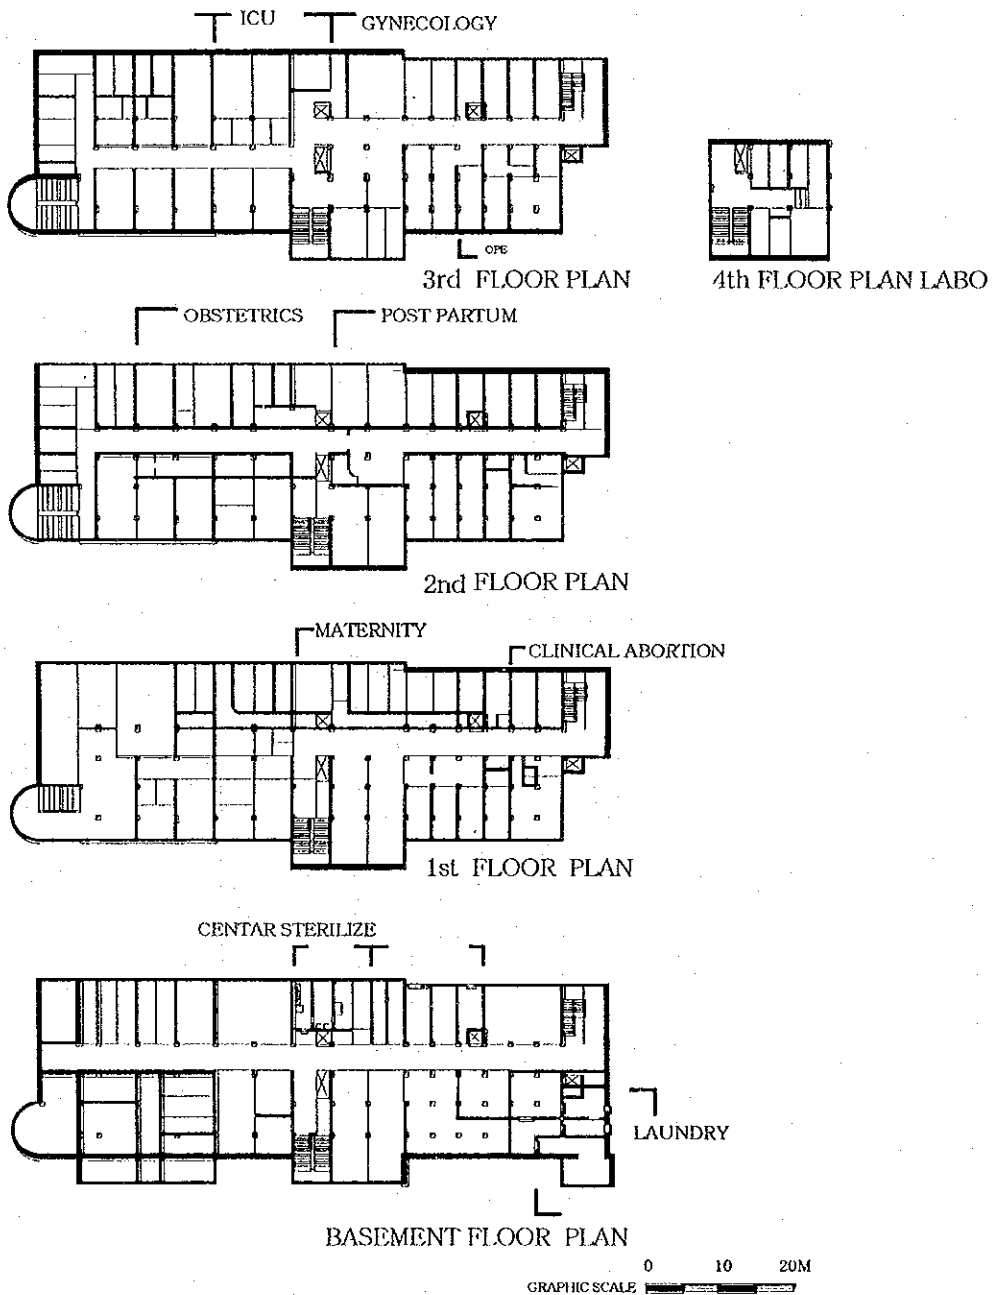 ICU
GYNECOLOGY
OPE
3rd FLOOR PLAN
4th FLOOR PLAN LABO
OBSTETRICS
POST PARTUM
2nd FLOOR PLAN
MATERNITY
CLINICAL ABORTION
1st FLOOR PLAN
CENTAR STERILIZE
LAUNDRY
BASEMENT FLOOR PLAN
0 10 20M
GRAPHIC SCALE